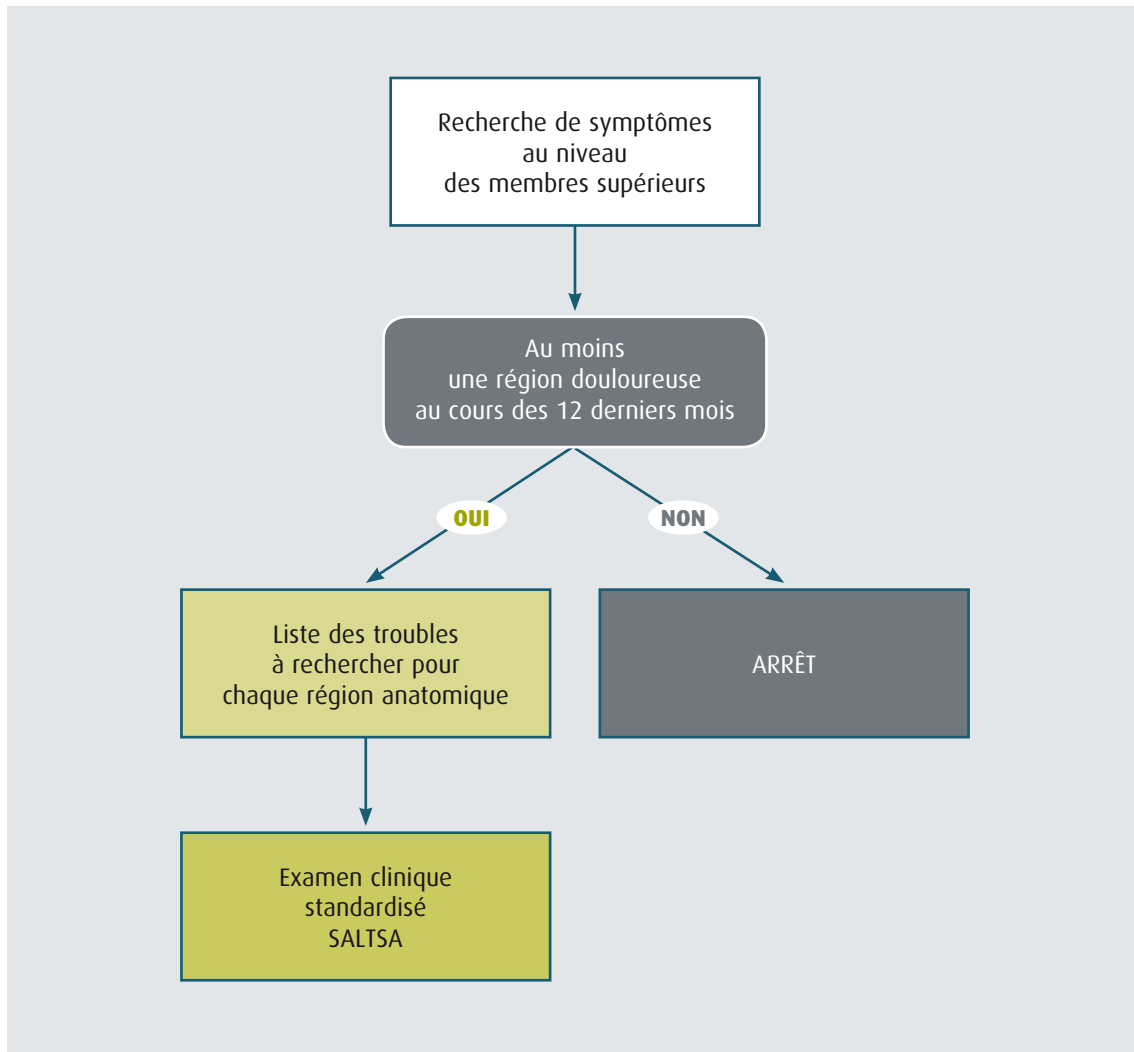 Recherche de symptômes
au niveau
des membres supérieurs
Au moins
une région douloureuse
au cours des 12 derniers mois
OUI
NON
Liste des troubles
à rechercher pour
chaque région anatomique
ARRÊT
Examen clinique
standardisé
SALTSA